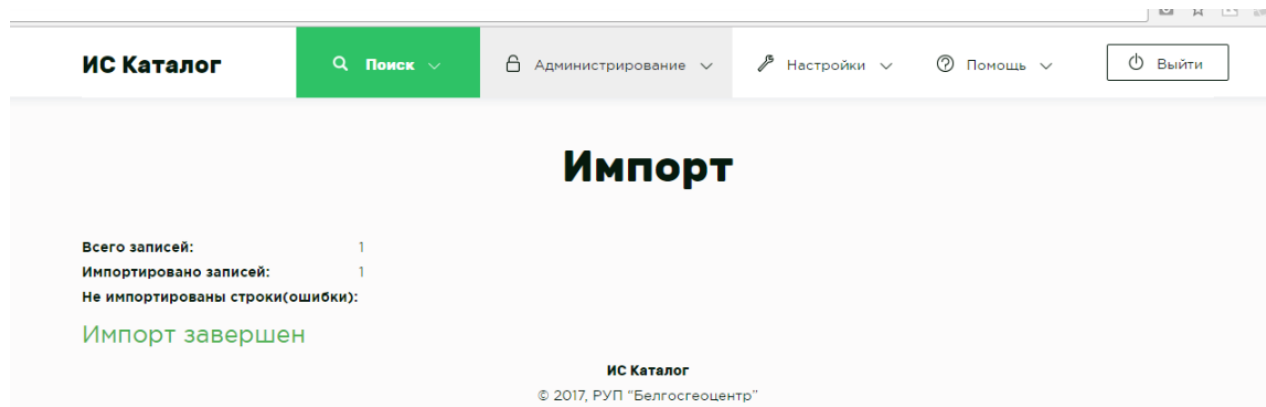 ИС Каталог Поиск Администрирование Настройки Помощь Выйти
Импорт
Всего записей: 1
Импортировано записей: 1
Не импортированы строки(ошибки):
Импорт завершен
ИС Каталог
© 2017, РУП "Белгосгеоцентр"